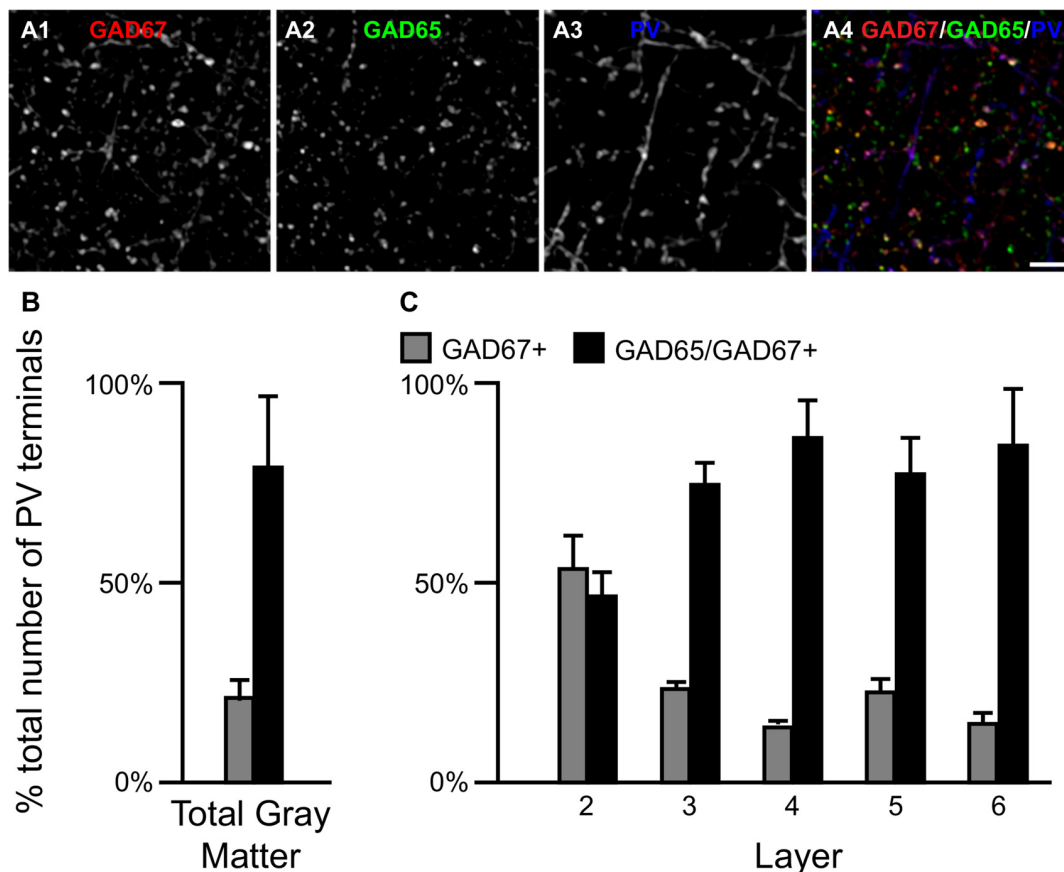 A1 GAD67
A2 GAD65
A3 PV
A4 GAD67/GAD65/PV
B
C
GAD67+
GAD65/GAD67+
% total number of PV terminals
100%
50%
0%
Total Gray
Matter
100%
50%
0%
2 3 4 5 6
Layer